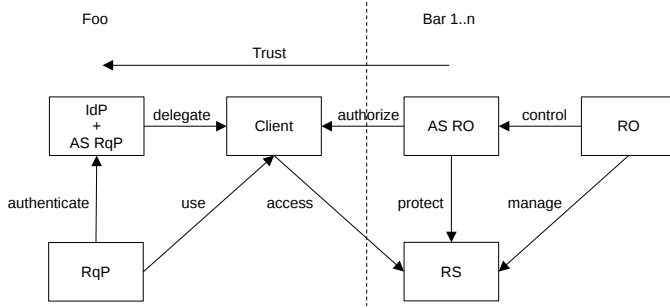 Foo
Bar 1..n
Trust
IdP
+
AS RqP
delegate
Client
authorize
AS RO
control
RO
authenticate
use
access
protect
manage
RqP
RS